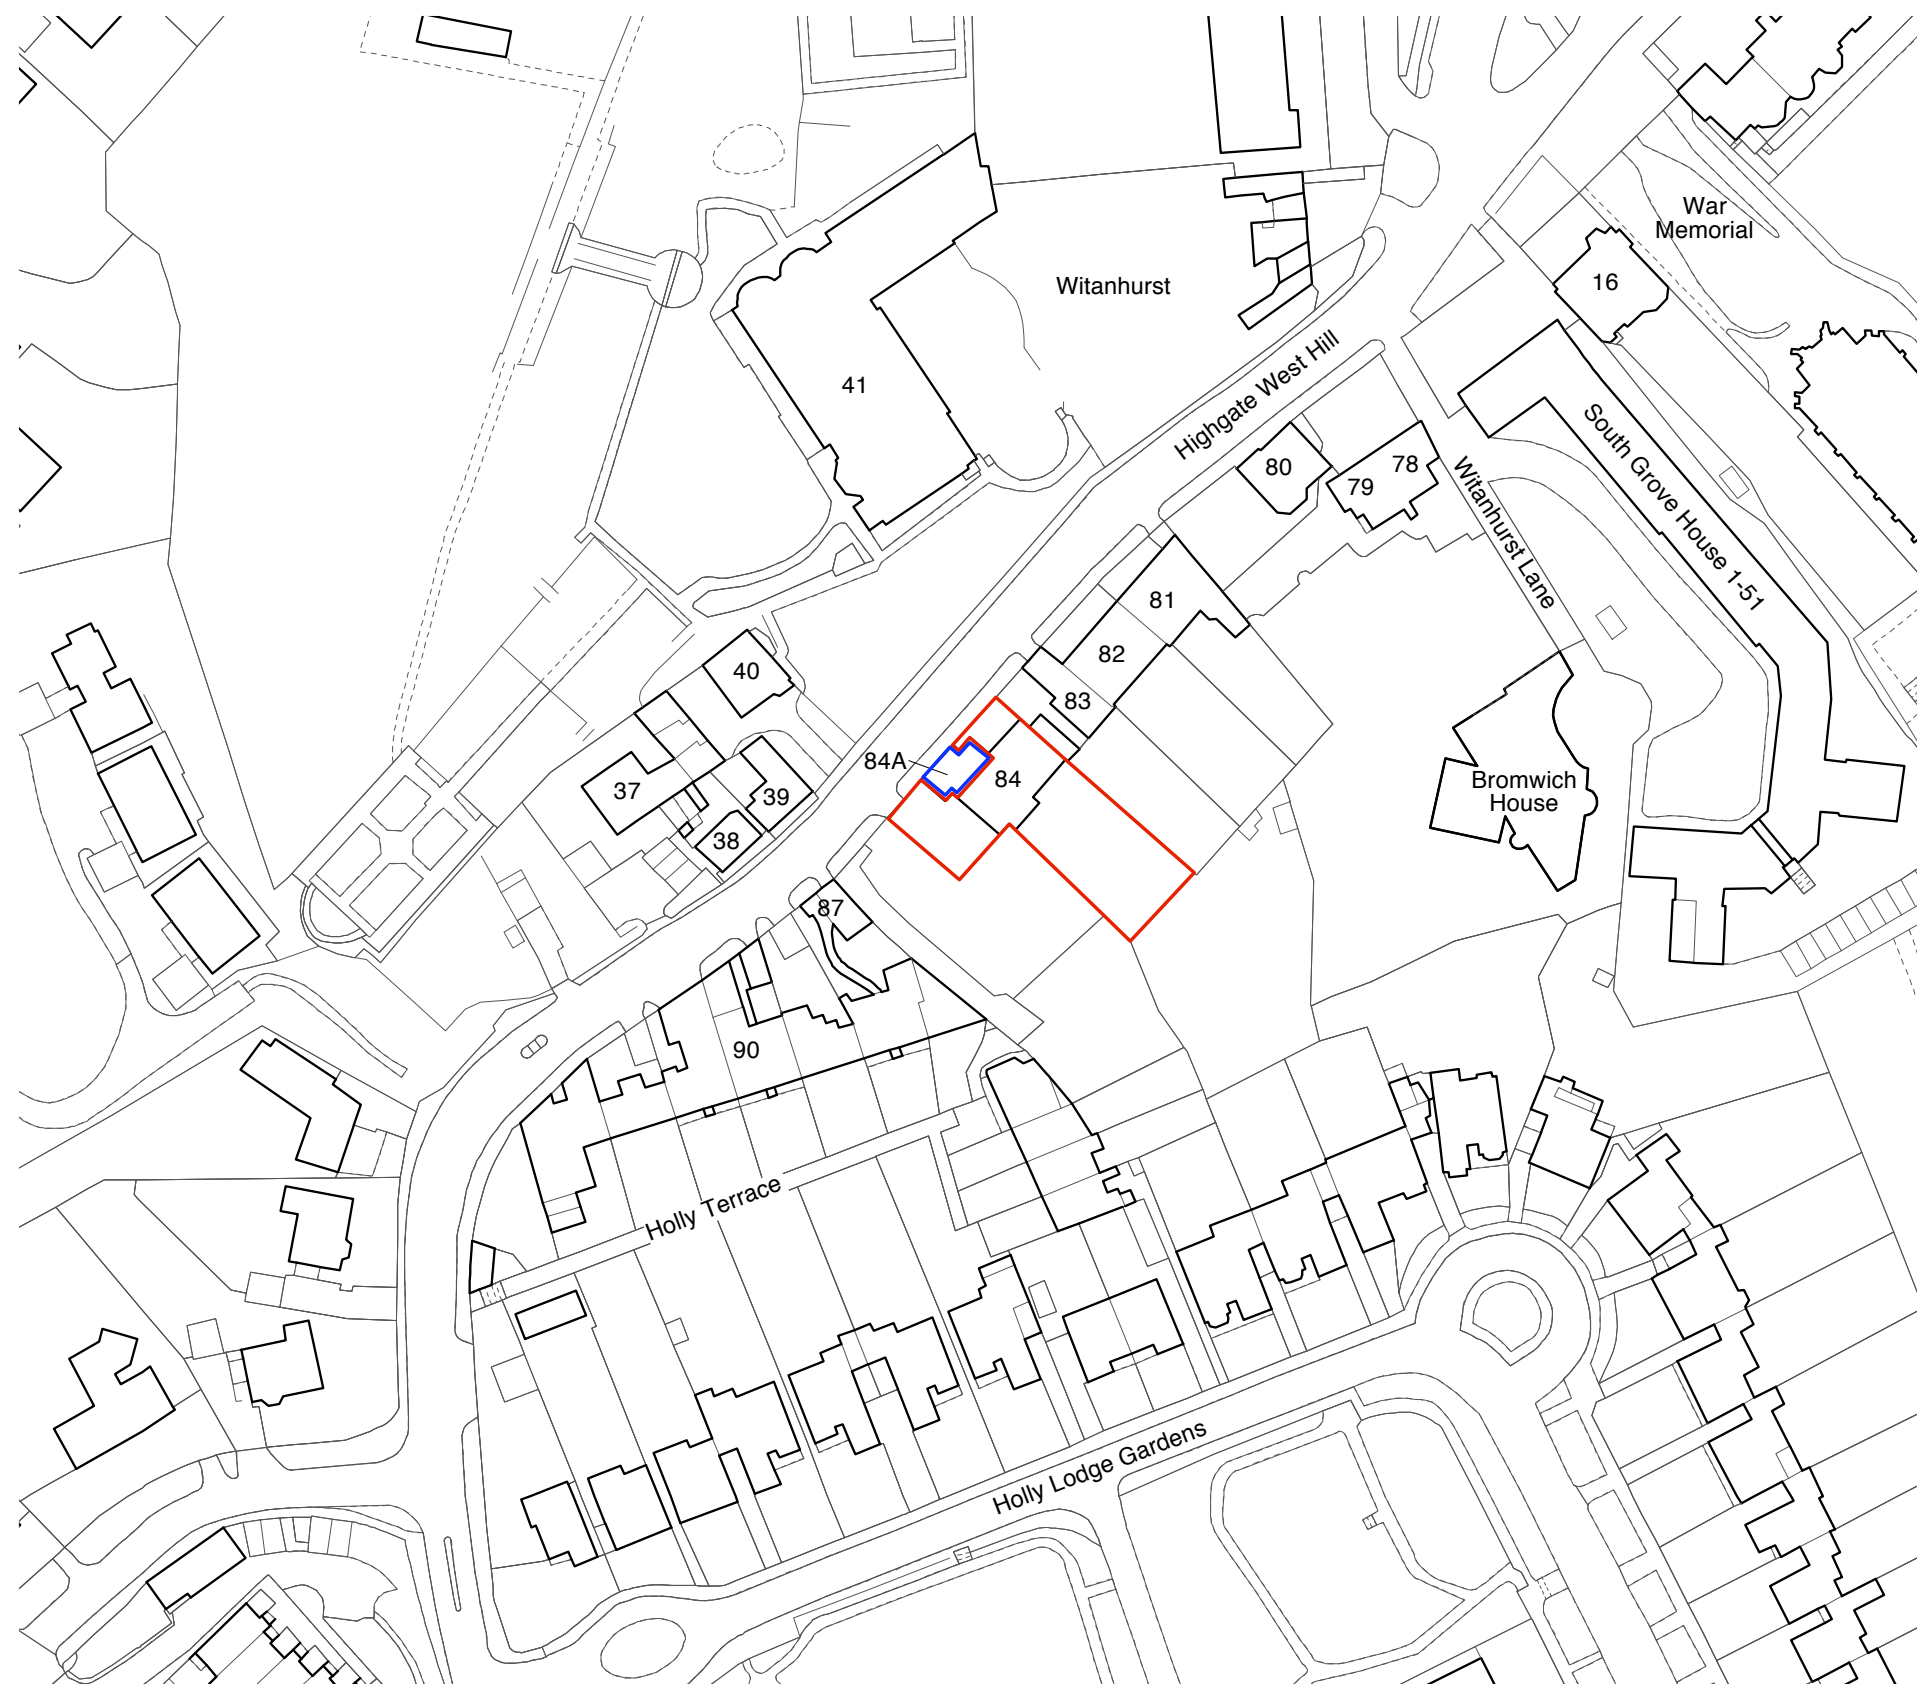 War
Memorial
16
Witanhurst
41
Highgate West Hill
South Grove House 1-51
80
78
79
Witanhurst Lane
81
82
40
83
84A
84
Bromwich
House
37
39
38
87
90
Holly Terrace
Holly Lodge Gardens